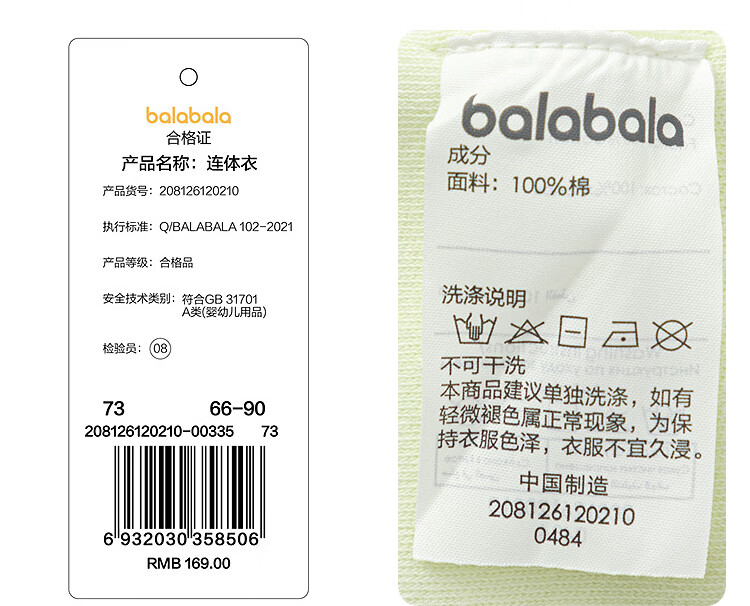 balabala
合格证
产品名称：连体衣
产品货号：208126120210
执行标准：Q/BALABALA 102-2021
产品等级：合格品
安全技术类别：符合GB 31701
A类(婴幼儿用品)
检验员：08
73 66-90
208126120210-00335 73
6 932030 358506
RMB 169.00
balabala
成分
面料：100%棉
洗涤说明
不可干洗
本商品建议单独洗涤，如有
轻微褪色属正常现象，为保
持衣服色泽，衣服不宜久浸。
中国制造
208126120210
0484